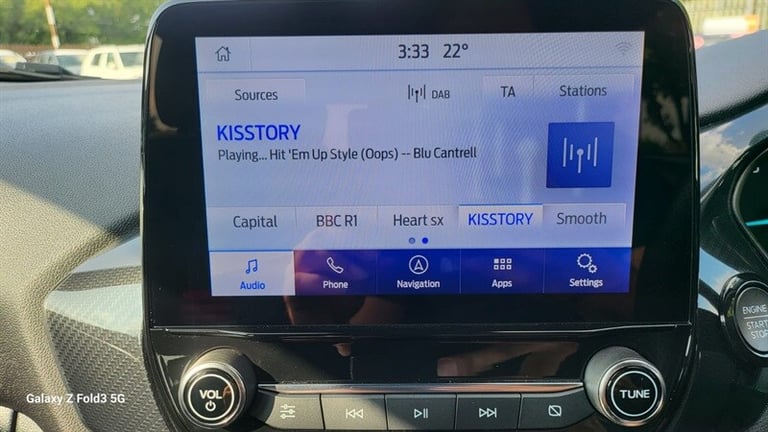 3:33 22°
Sources DAB TA Stations
KISSTORY
Playing... Hit 'Em Up Style (Oops) -- Blu Cantrell
Capital BBC R1 Heart sx KISSTORY Smooth
Audio Phone Navigation Apps Settings
ENGINE
START
STOP
VOL TUNE
Galaxy Z Fold3 5G